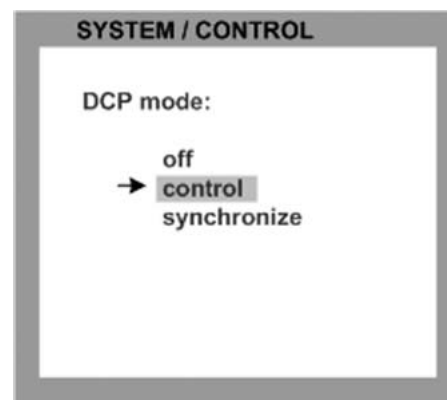 SYSTEM / CONTROL
DCP mode:
off
control
synchronize